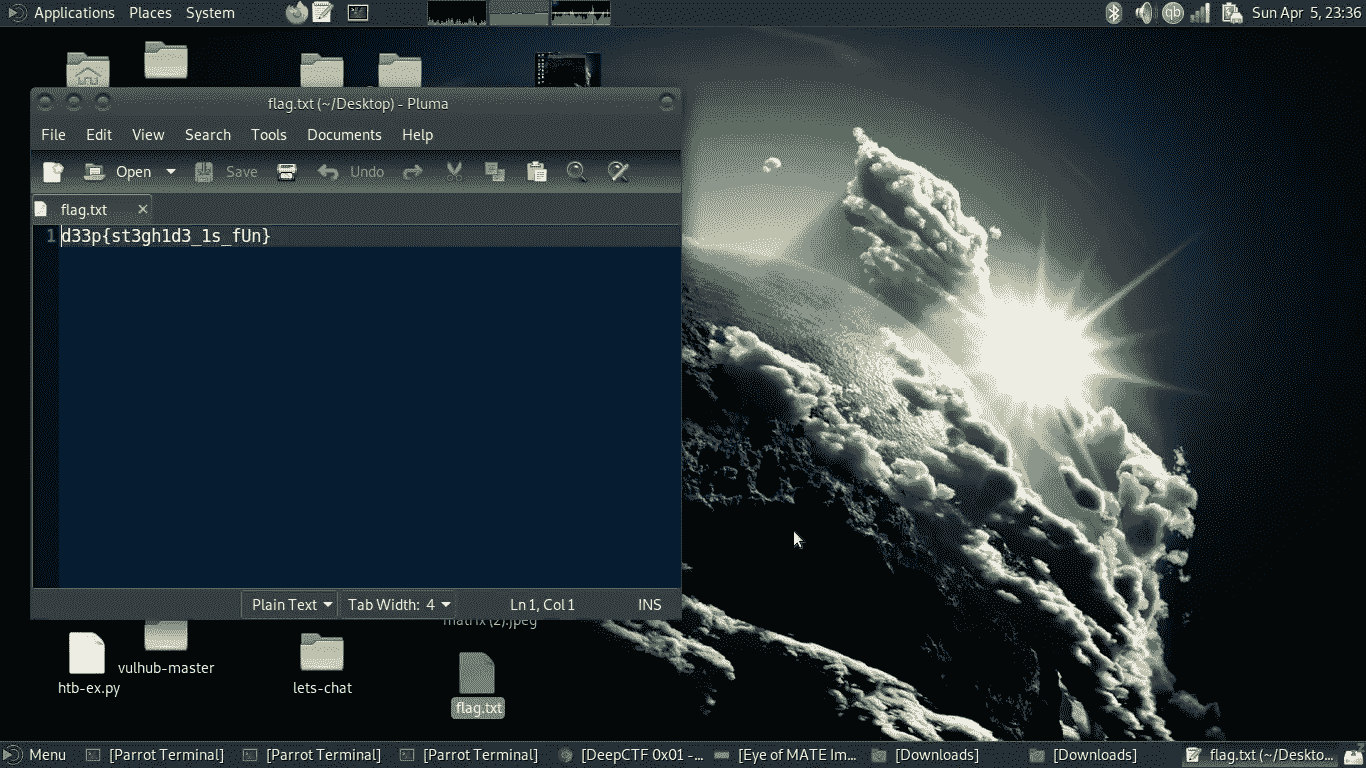 Applications Places System
qb
Sun Apr 5, 23:36
flag.txt (~/Desktop) - Pluma
File Edit View Search Tools Documents Help
Open Save Undo
flag.txt ×
1 d33p{st3gh1d3_1s_fUn}
Plain Text Tab Width: 4 Ln 1, Col 1 INS
matrix (2).jpeg
vulhub-master
htb-ex.py
lets-chat
flag.txt
Menu [Parrot Terminal] [Parrot Terminal] [Parrot Terminal] [DeepCTF 0x01 -... [Eye of MATE Im... [Downloads] [Downloads] flag.txt (~/Deskto...